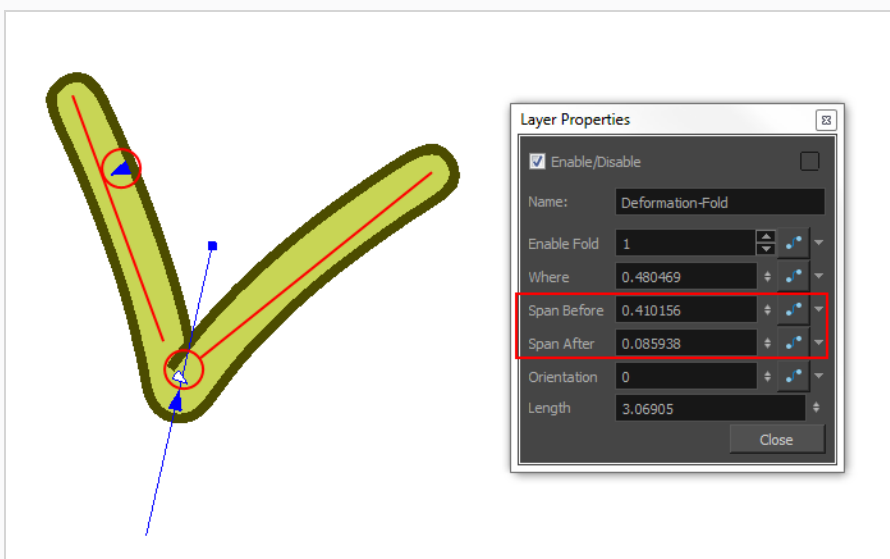 Layer Properties
Enable/Disable
Name: Deformation-Fold
Enable Fold 1
Where 0.480469
Span Before 0.410156
Span After 0.085938
Orientation 0
Length 3.06905
Close